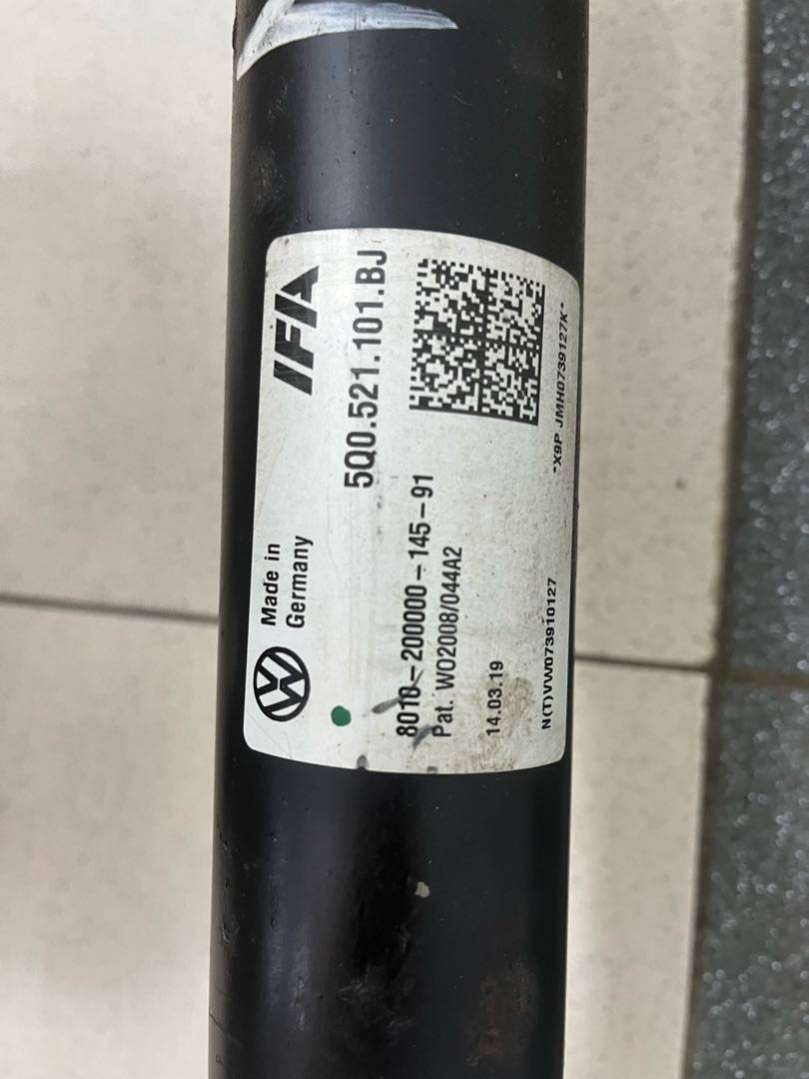 IFA
5Q0.521.101.BJ
Made in
Germany
8010-200000-145-91
Pat. WO2008/044A2
14.03.19
*X9P JMH0739127K*
N(T)VW073910127